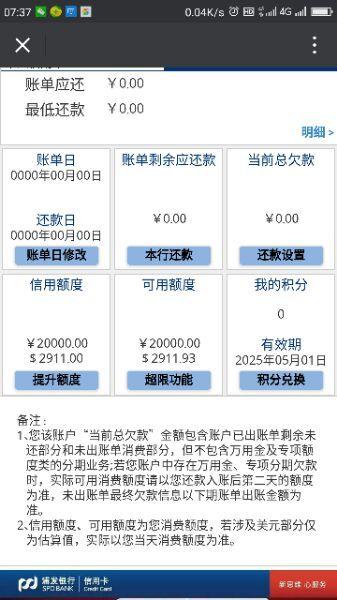 07:37
0.04K/s HD 4G
账单应还 ￥0.00
最低还款 ￥0.00
明细>
账单日
0000年00月00日
还款日
0000年00月00日
账单日修改
账单剩余应还款
￥0.00
本行还款
当前总欠款
￥0.00
还款设置
信用额度
￥20000.00
$2911.00
提升额度
可用额度
￥20000.00
$2911.93
超限功能
我的积分
0
有效期
2025年05月01日
积分兑换
备注：
1、您该账户“当前总欠款”金额包含账户已出账单剩余未
还部分和未出账单消费部分，但不包含万用金及专项额
度类的分期业务;若您账户中存在万用金、专项分期欠款
时，实际可用消费额度请以您还款入账后第二天的额度
为准，未出账单最终欠款信息以下期账单出账金额为
准。
2、信用额度、可用额度为您消费额度，若涉及美元部分仅
为估算值，实际以您当天消费额度为准。
浦发银行 信用卡
SPD BANK Credit Card
新思维 心服务